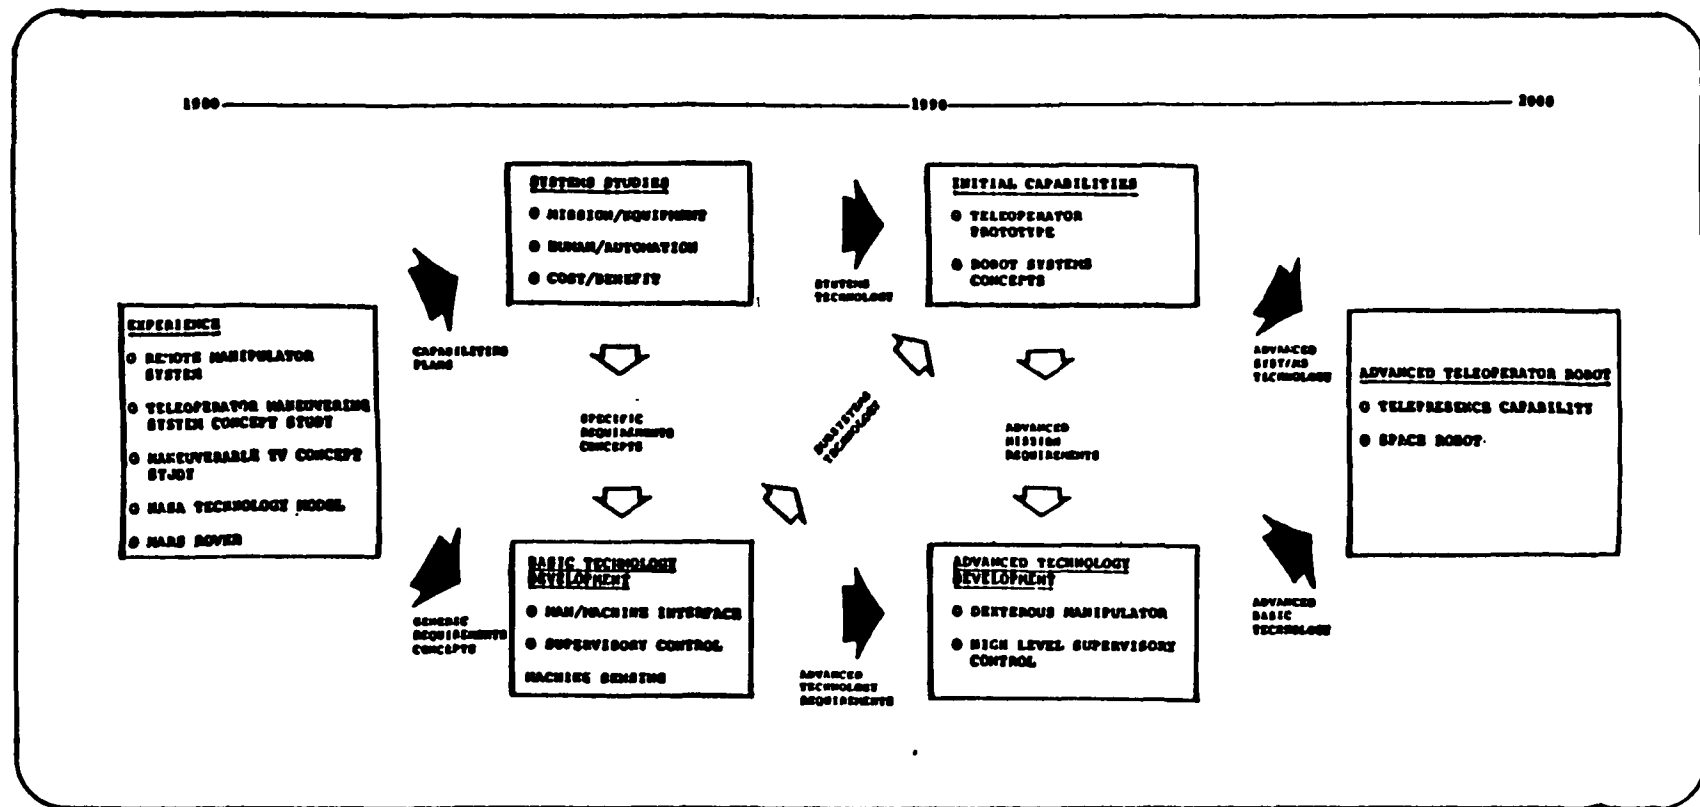 1980
1990
2000
EXPERIENCE
REMOTE MANIPULATOR
SYSTEM
TELEOPERATOR MANEUVERING
SYSTEM CONCEPT STUDY
MANEUVERABLE TV CONCEPT
STUDY
NASA TECHNOLOGY MODEL
MARS ROVER
CAPABILITIES
PLANS
GENERIC
REQUIREMENTS
CONCEPTS
SYSTEMS STUDIES
MISSION/EQUIPMENT
HUMAN/AUTOMATION
COST/BENEFIT
SPECIFIC
REQUIREMENTS
CONCEPTS
BASIC TECHNOLOGY
DEVELOPMENT
MAN/MACHINE INTERFACE
SUPERVISORY CONTROL
MACHINE SENSING
SYSTEMS
TECHNOLOGY
SUBSYSTEMS
TECHNOLOGY
ADVANCED
TECHNOLOGY
REQUIREMENTS
INITIAL CAPABILITIES
TELEOPERATOR
PROTOTYPE
ROBOT SYSTEMS
CONCEPTS
ADVANCED
MISSION
REQUIREMENTS
ADVANCED TECHNOLOGY
DEVELOPMENT
DEXTEROUS MANIPULATOR
HIGH LEVEL SUPERVISORY
CONTROL
ADVANCED
SYSTEMS
TECHNOLOGY
ADVANCED
BASIC
TECHNOLOGY
ADVANCED TELEOPERATOR ROBOT
TELEPRESENCE CAPABILITY
SPACE ROBOT